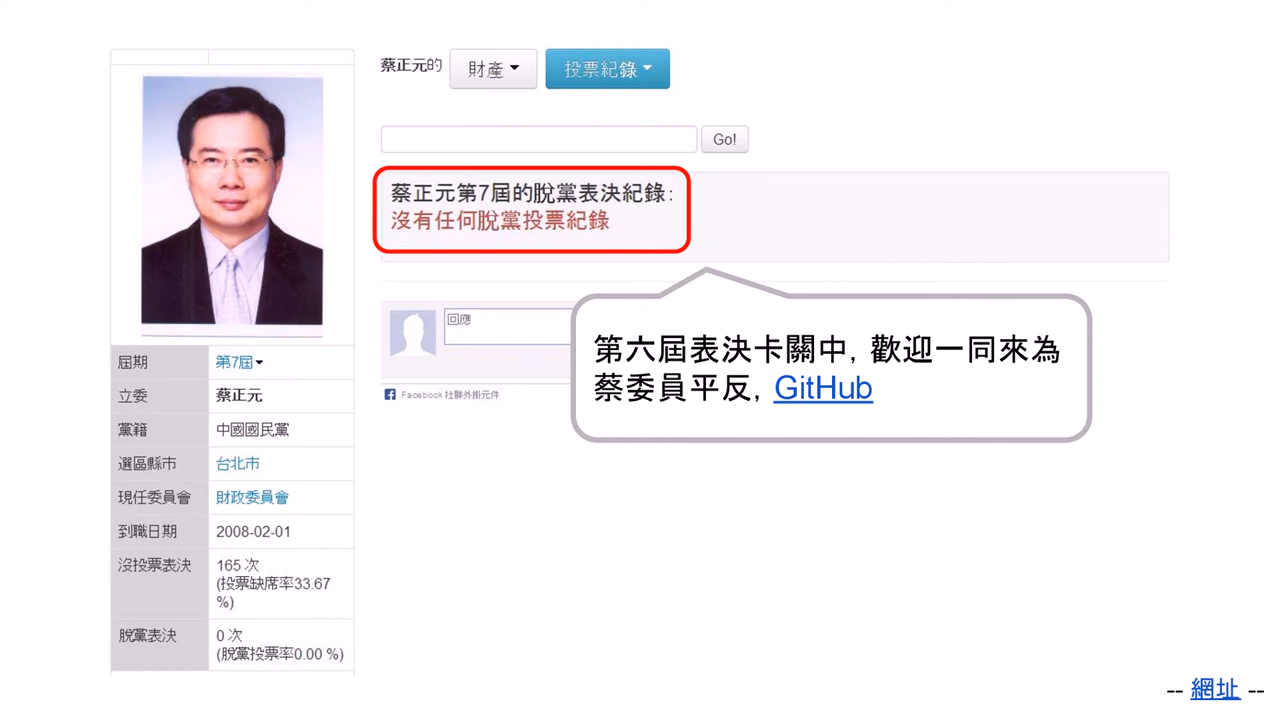 蔡正元的 財產 投票紀錄
Go!
蔡正元第7屆的脫黨表決紀錄：
沒有任何脫黨投票紀錄
回應
Facebook 社群外掛元件
第六屆表決卡關中, 歡迎一同來為
蔡委員平反, GitHub
屆期 第7屆
立委 蔡正元
黨籍 中國國民黨
選區縣市 台北市
現任委員會 財政委員會
到職日期 2008-02-01
沒投票表決 165 次
(投票缺席率33.67
%)
脫黨表決 0 次
(脫黨投票率0.00 %)
-- 網址 --